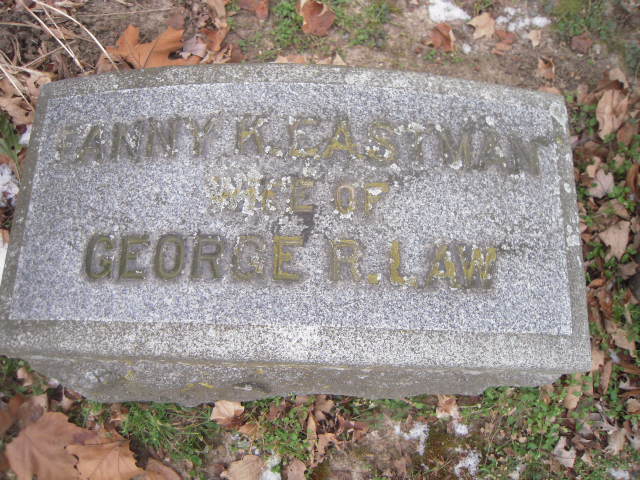 FANNY K. EASTMAN
WIFE OF
GEORGE R. LAW